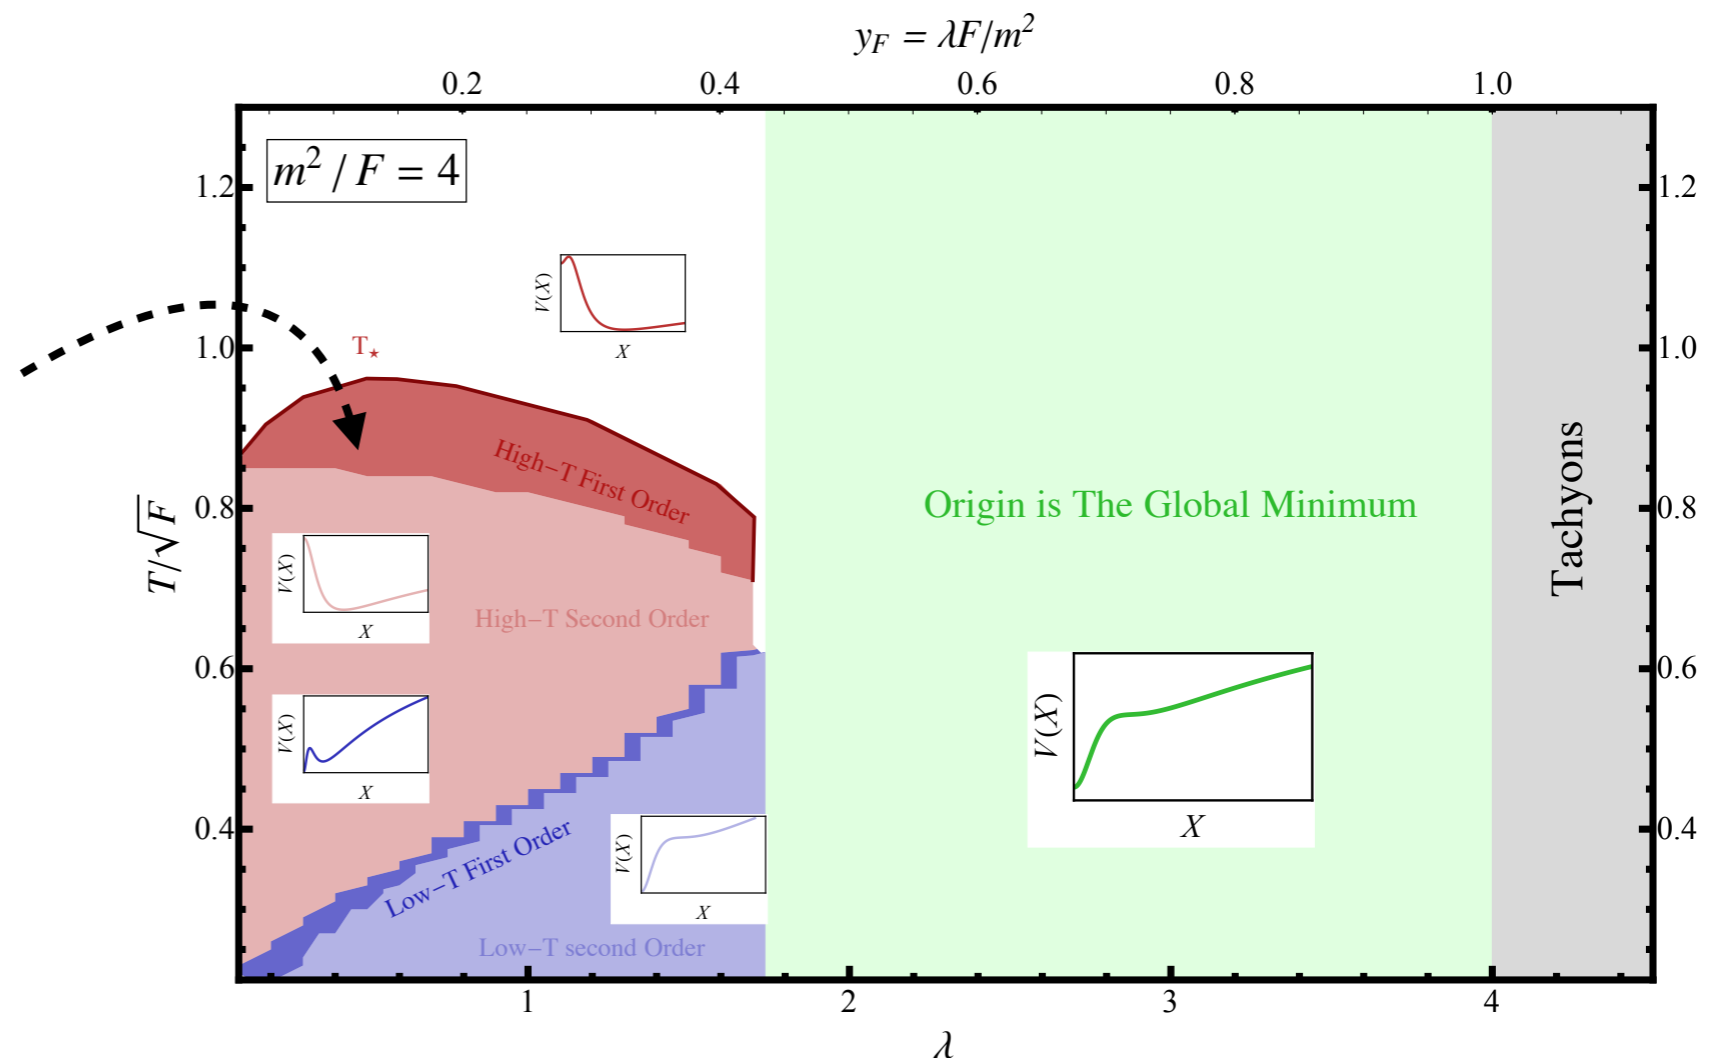 y_F = λF/m²
0.2 0.4 0.6 0.8 1.0
m² / F = 4
1.2 1.2
V(X)
X
1.0 T⋆ 1.0
High–T First Order
0.8 Origin is The Global Minimum 0.8
Tachyons
T/√F
V(X)
X
High–T Second Order
0.6 0.6
V(X)
X
V(X)
X
0.4 0.4
Low–T First Order
V(X)
X
Low–T second Order
1 2 3 4
λ